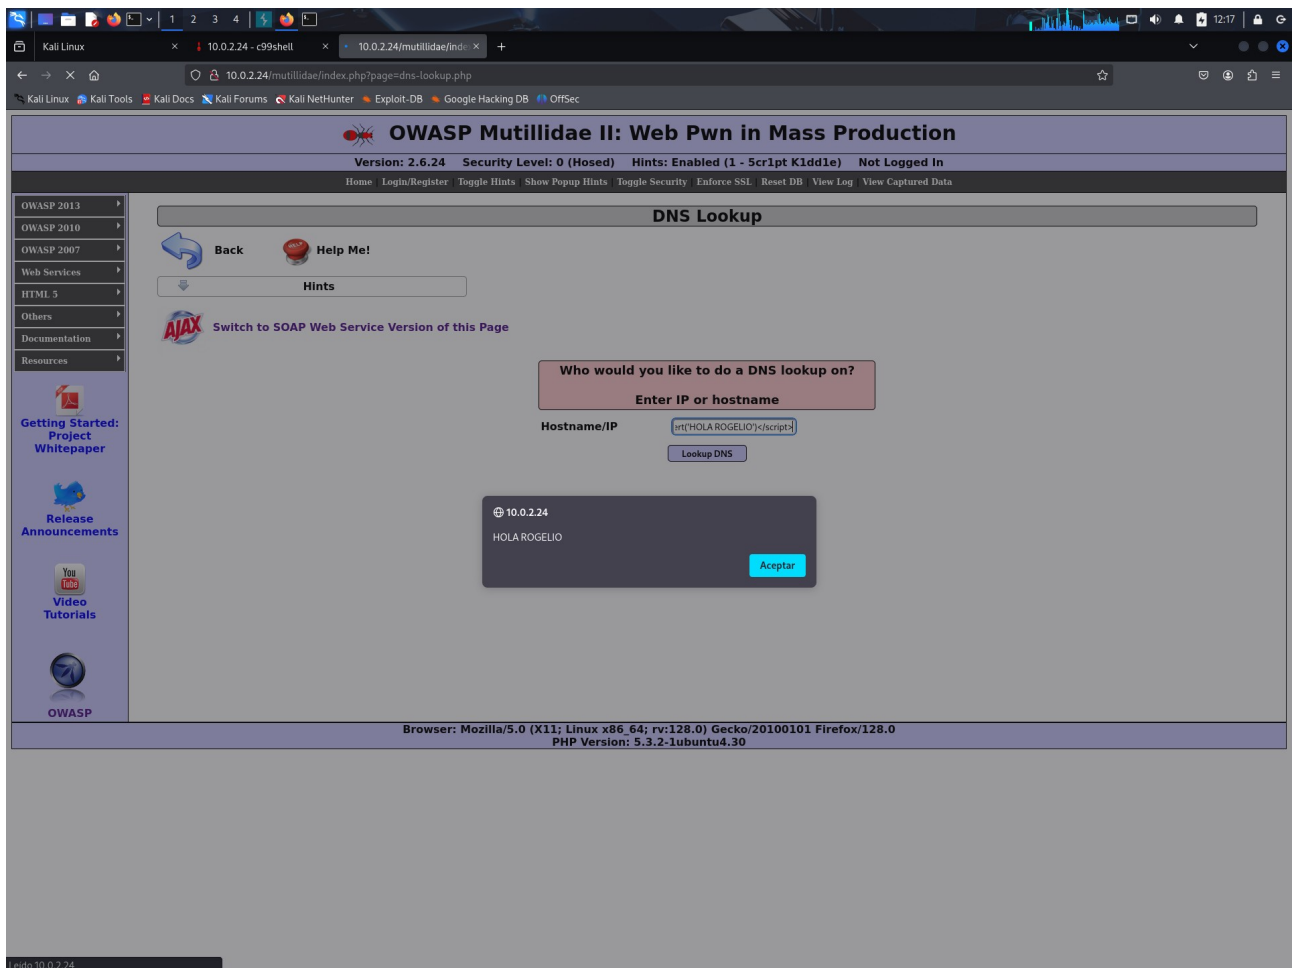 1 2 3 4
12:17
Kali Linux
10.0.2.24 - c99shell
10.0.2.24/mutillidae/inde
10.0.2.24/mutillidae/index.php?page=dns-lookup.php
Kali Linux Kali Tools Kali Docs Kali Forums Kali NetHunter Exploit-DB Google Hacking DB OffSec
OWASP Mutillidae II: Web Pwn in Mass Production
Version: 2.6.24 Security Level: 0 (Hosed) Hints: Enabled (1 - 5cr1pt K1dd1e) Not Logged In
Home Login/Register Toggle Hints Show Popup Hints Toggle Security Enforce SSL Reset DB View Log View Captured Data
OWASP 2013
OWASP 2010
OWASP 2007
Web Services
HTML 5
Others
Documentation
Resources
Getting Started:
Project
Whitepaper
Release
Announcements
You
Tube
Video
Tutorials
OWASP
DNS Lookup
Back
HELP
Help Me!
Hints
AJAX
Switch to SOAP Web Service Version of this Page
Who would you like to do a DNS lookup on?
Enter IP or hostname
Hostname/IP
ert('HOLA ROGELIO')</script>
Lookup DNS
10.0.2.24
HOLA ROGELIO
Aceptar
Browser: Mozilla/5.0 (X11; Linux x86_64; rv:128.0) Gecko/20100101 Firefox/128.0
PHP Version: 5.3.2-1ubuntu4.30
Leído 10.0.2.24